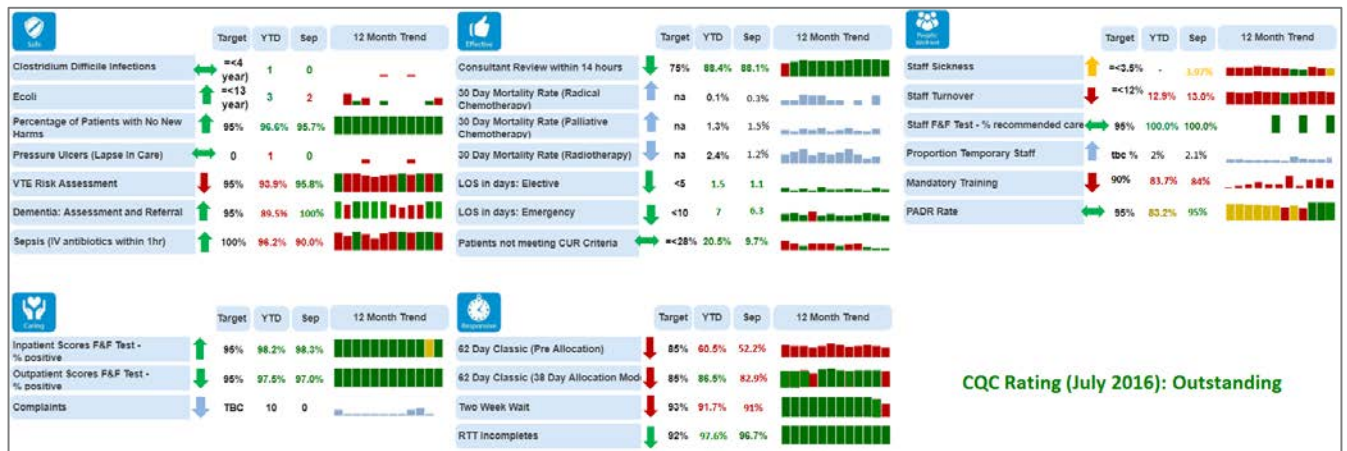 Safe
Target YTD Sep 12 Month Trend
Clostridium Difficile Infections =<4 year) 1 0
Ecoli =<13 year) 3 2
Percentage of Patients with No New Harms 95% 96.6% 95.7%
Pressure Ulcers (Lapse in Care) 0 1 0
VTE Risk Assessment 95% 93.9% 95.8%
Dementia: Assessment and Referral 95% 89.5% 100%
Sepsis (IV antibiotics within 1hr) 100% 96.2% 90.0%
Effective
Target YTD Sep 12 Month Trend
Consultant Review within 14 hours 75% 88.4% 88.1%
30 Day Mortality Rate (Radical Chemotherapy) na 0.1% 0.3%
30 Day Mortality Rate (Palliative Chemotherapy) na 1.3% 1.5%
30 Day Mortality Rate (Radiotherapy) na 2.4% 1.2%
LOS in days: Elective <5 1.5 1.1
LOS in days: Emergency <10 7 6.3
Patients not meeting CUR Criteria =<28% 20.5% 9.7%
Target YTD Sep 12 Month Trend
Staff Sickness =<3.5% - 3.97%
Staff Turnover =<12% 12.9% 13.0%
Staff F&F Test - % recommended care 95% 100.0% 100.0%
Proportion Temporary Staff tbc % 2% 2.1%
Mandatory Training 90% 83.7% 84%
PADR Rate 95% 83.2% 95%
Caring
Target YTD Sep 12 Month Trend
Inpatient Scores F&F Test - % positive 95% 98.2% 98.3%
Outpatient Scores F&F Test - % positive 95% 97.5% 97.0%
Complaints TBC 10 0
Responsive
Target YTD Sep 12 Month Trend
62 Day Classic (Pre Allocation) 85% 60.5% 52.2%
62 Day Classic (38 Day Allocation Mod 85% 86.5% 82.9%
Two Week Wait 93% 91.7% 91%
RTT Incompletes 92% 97.6% 96.7%
CQC Rating (July 2016): Outstanding